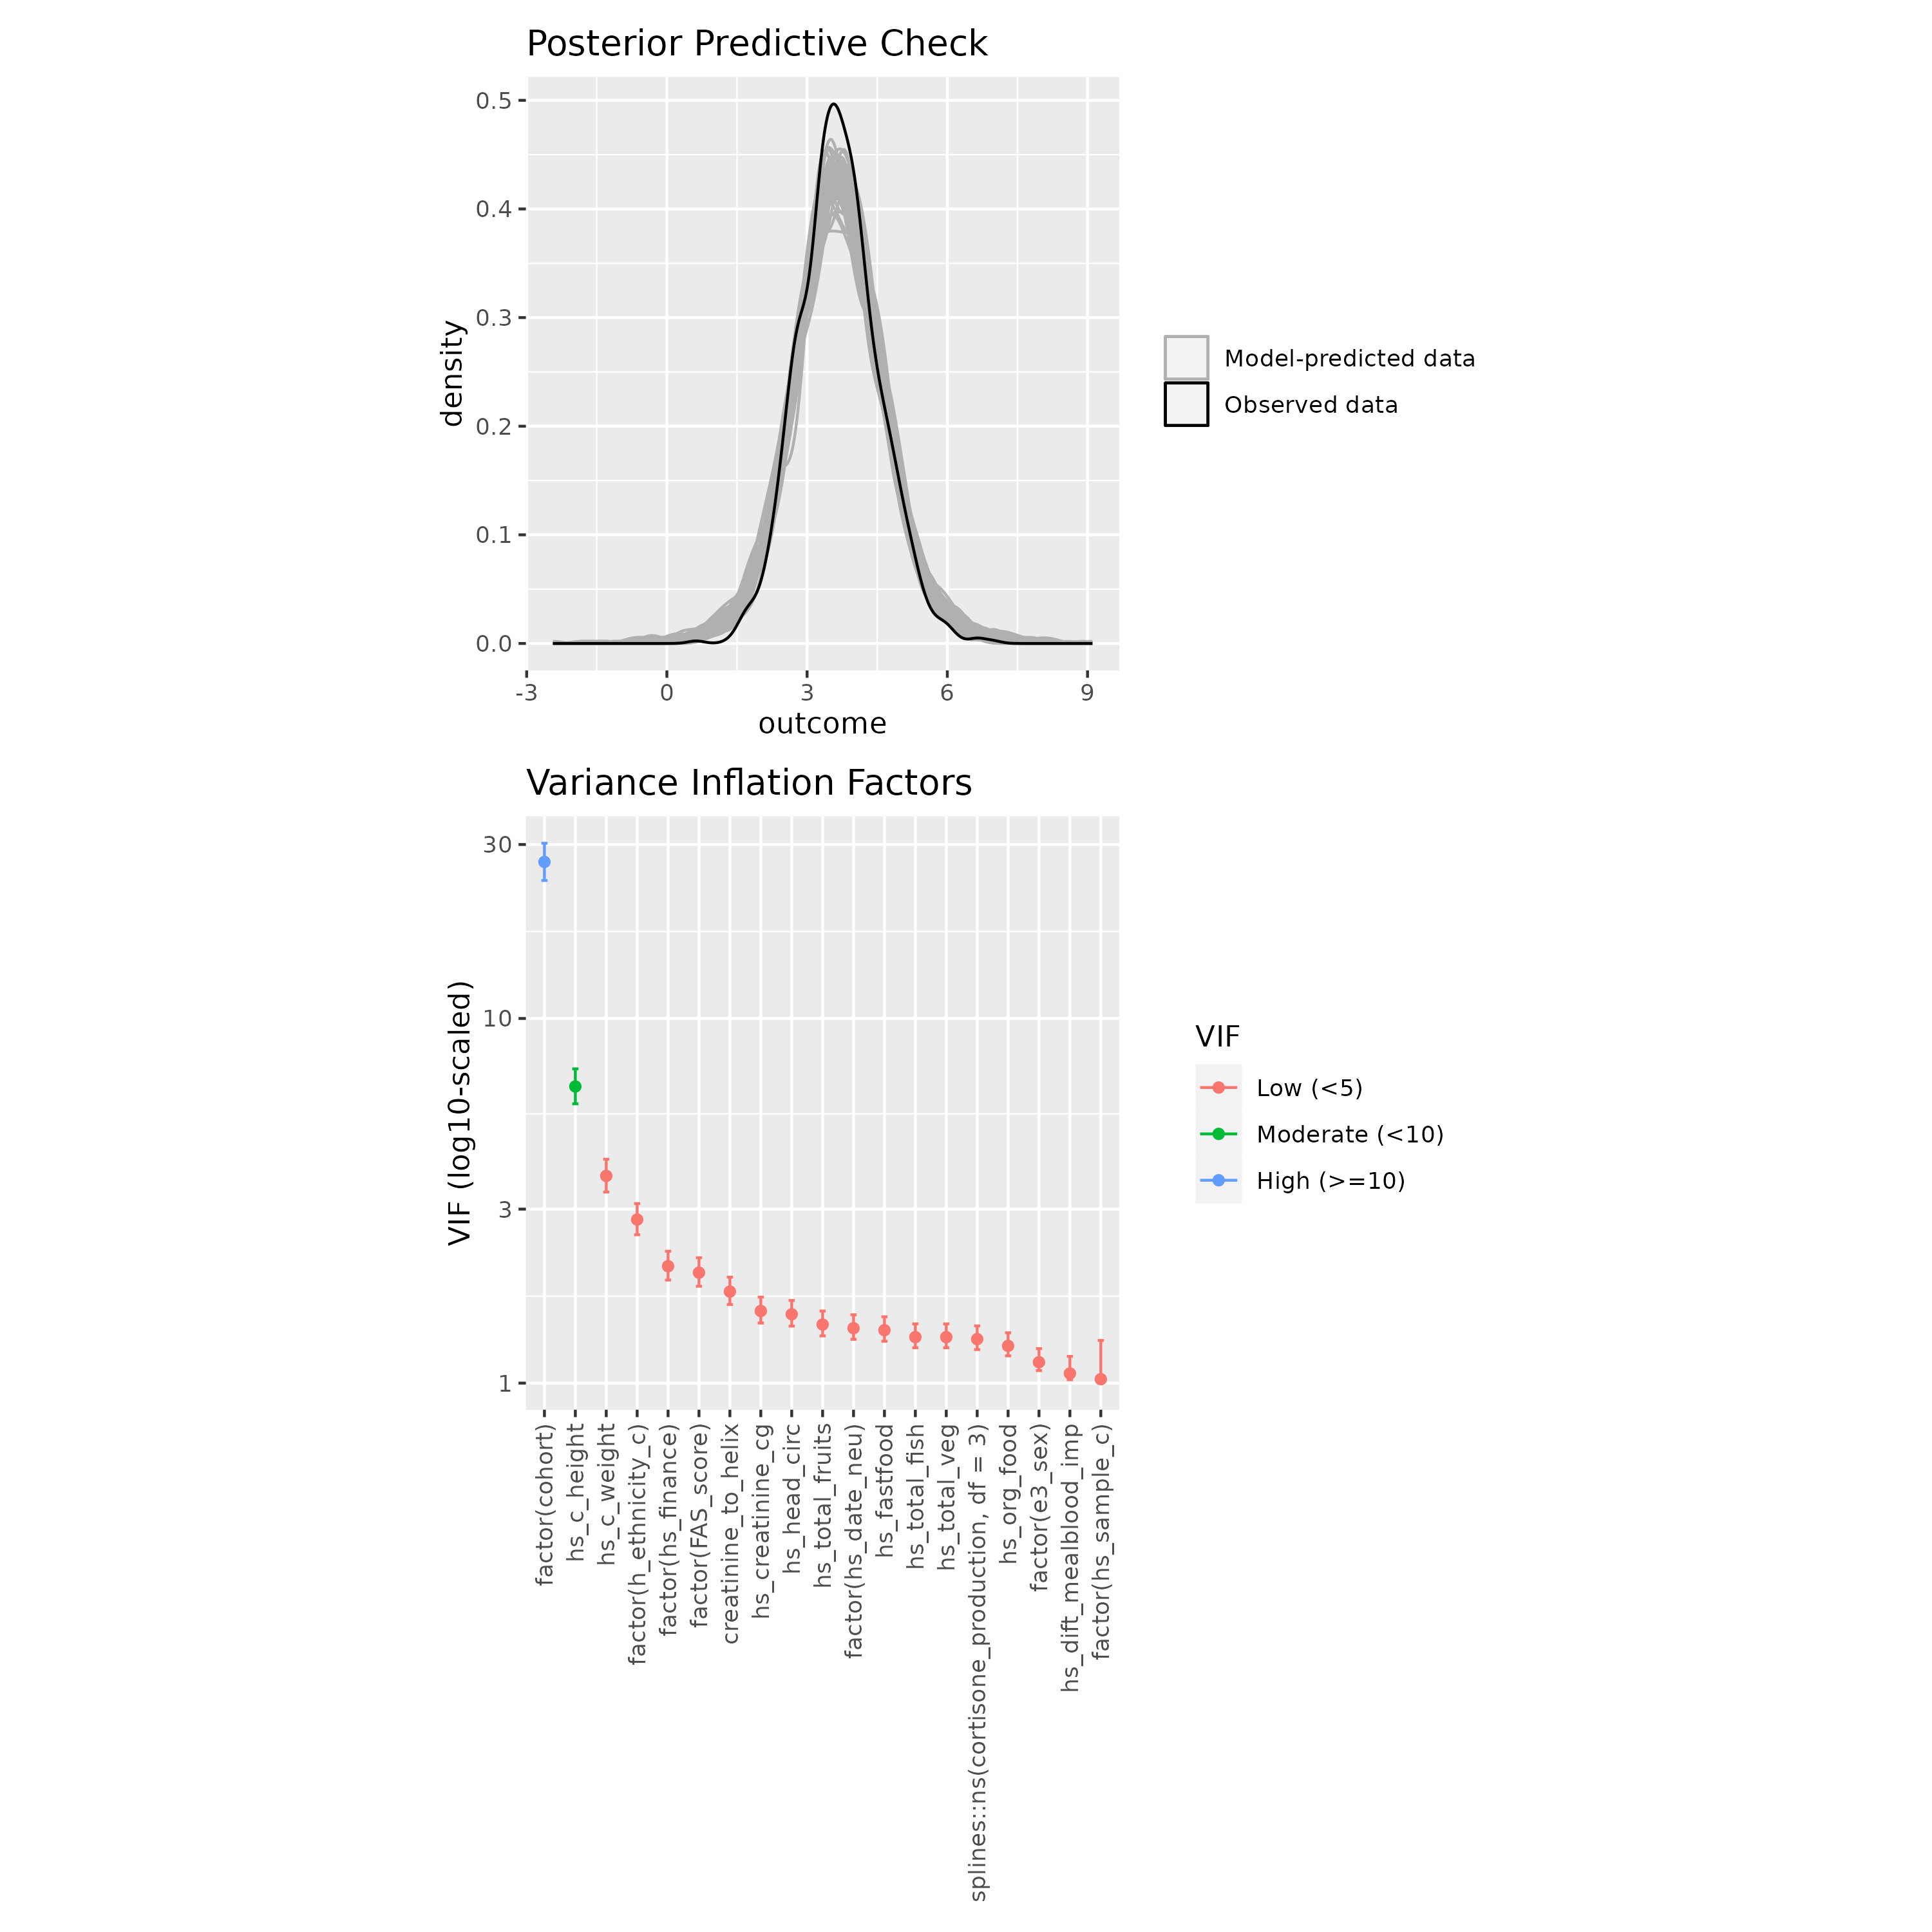 Posterior Predictive Check
0.5
0.4
0.3
0.2
0.1
0.0
density
-3 0 3 6 9
outcome
Model-predicted data
Observed data
Variance Inflation Factors
30
10
3
1
VIF (log10-scaled)
factor(cohort)
hs_c_height
hs_c_weight
factor(h_ethnicity_c)
factor(hs_finance)
factor(FAS_score)
creatinine_to_helix
hs_creatinine_cg
hs_head_circ
hs_total_fruits
factor(hs_date_neu)
hs_fastfood
hs_total_fish
hs_total_veg
splines::ns(cortisone_production, df = 3)
hs_org_food
factor(e3_sex)
hs_dift_mealblood_imp
factor(hs_sample_c)
VIF
Low (<5)
Moderate (<10)
High (>=10)